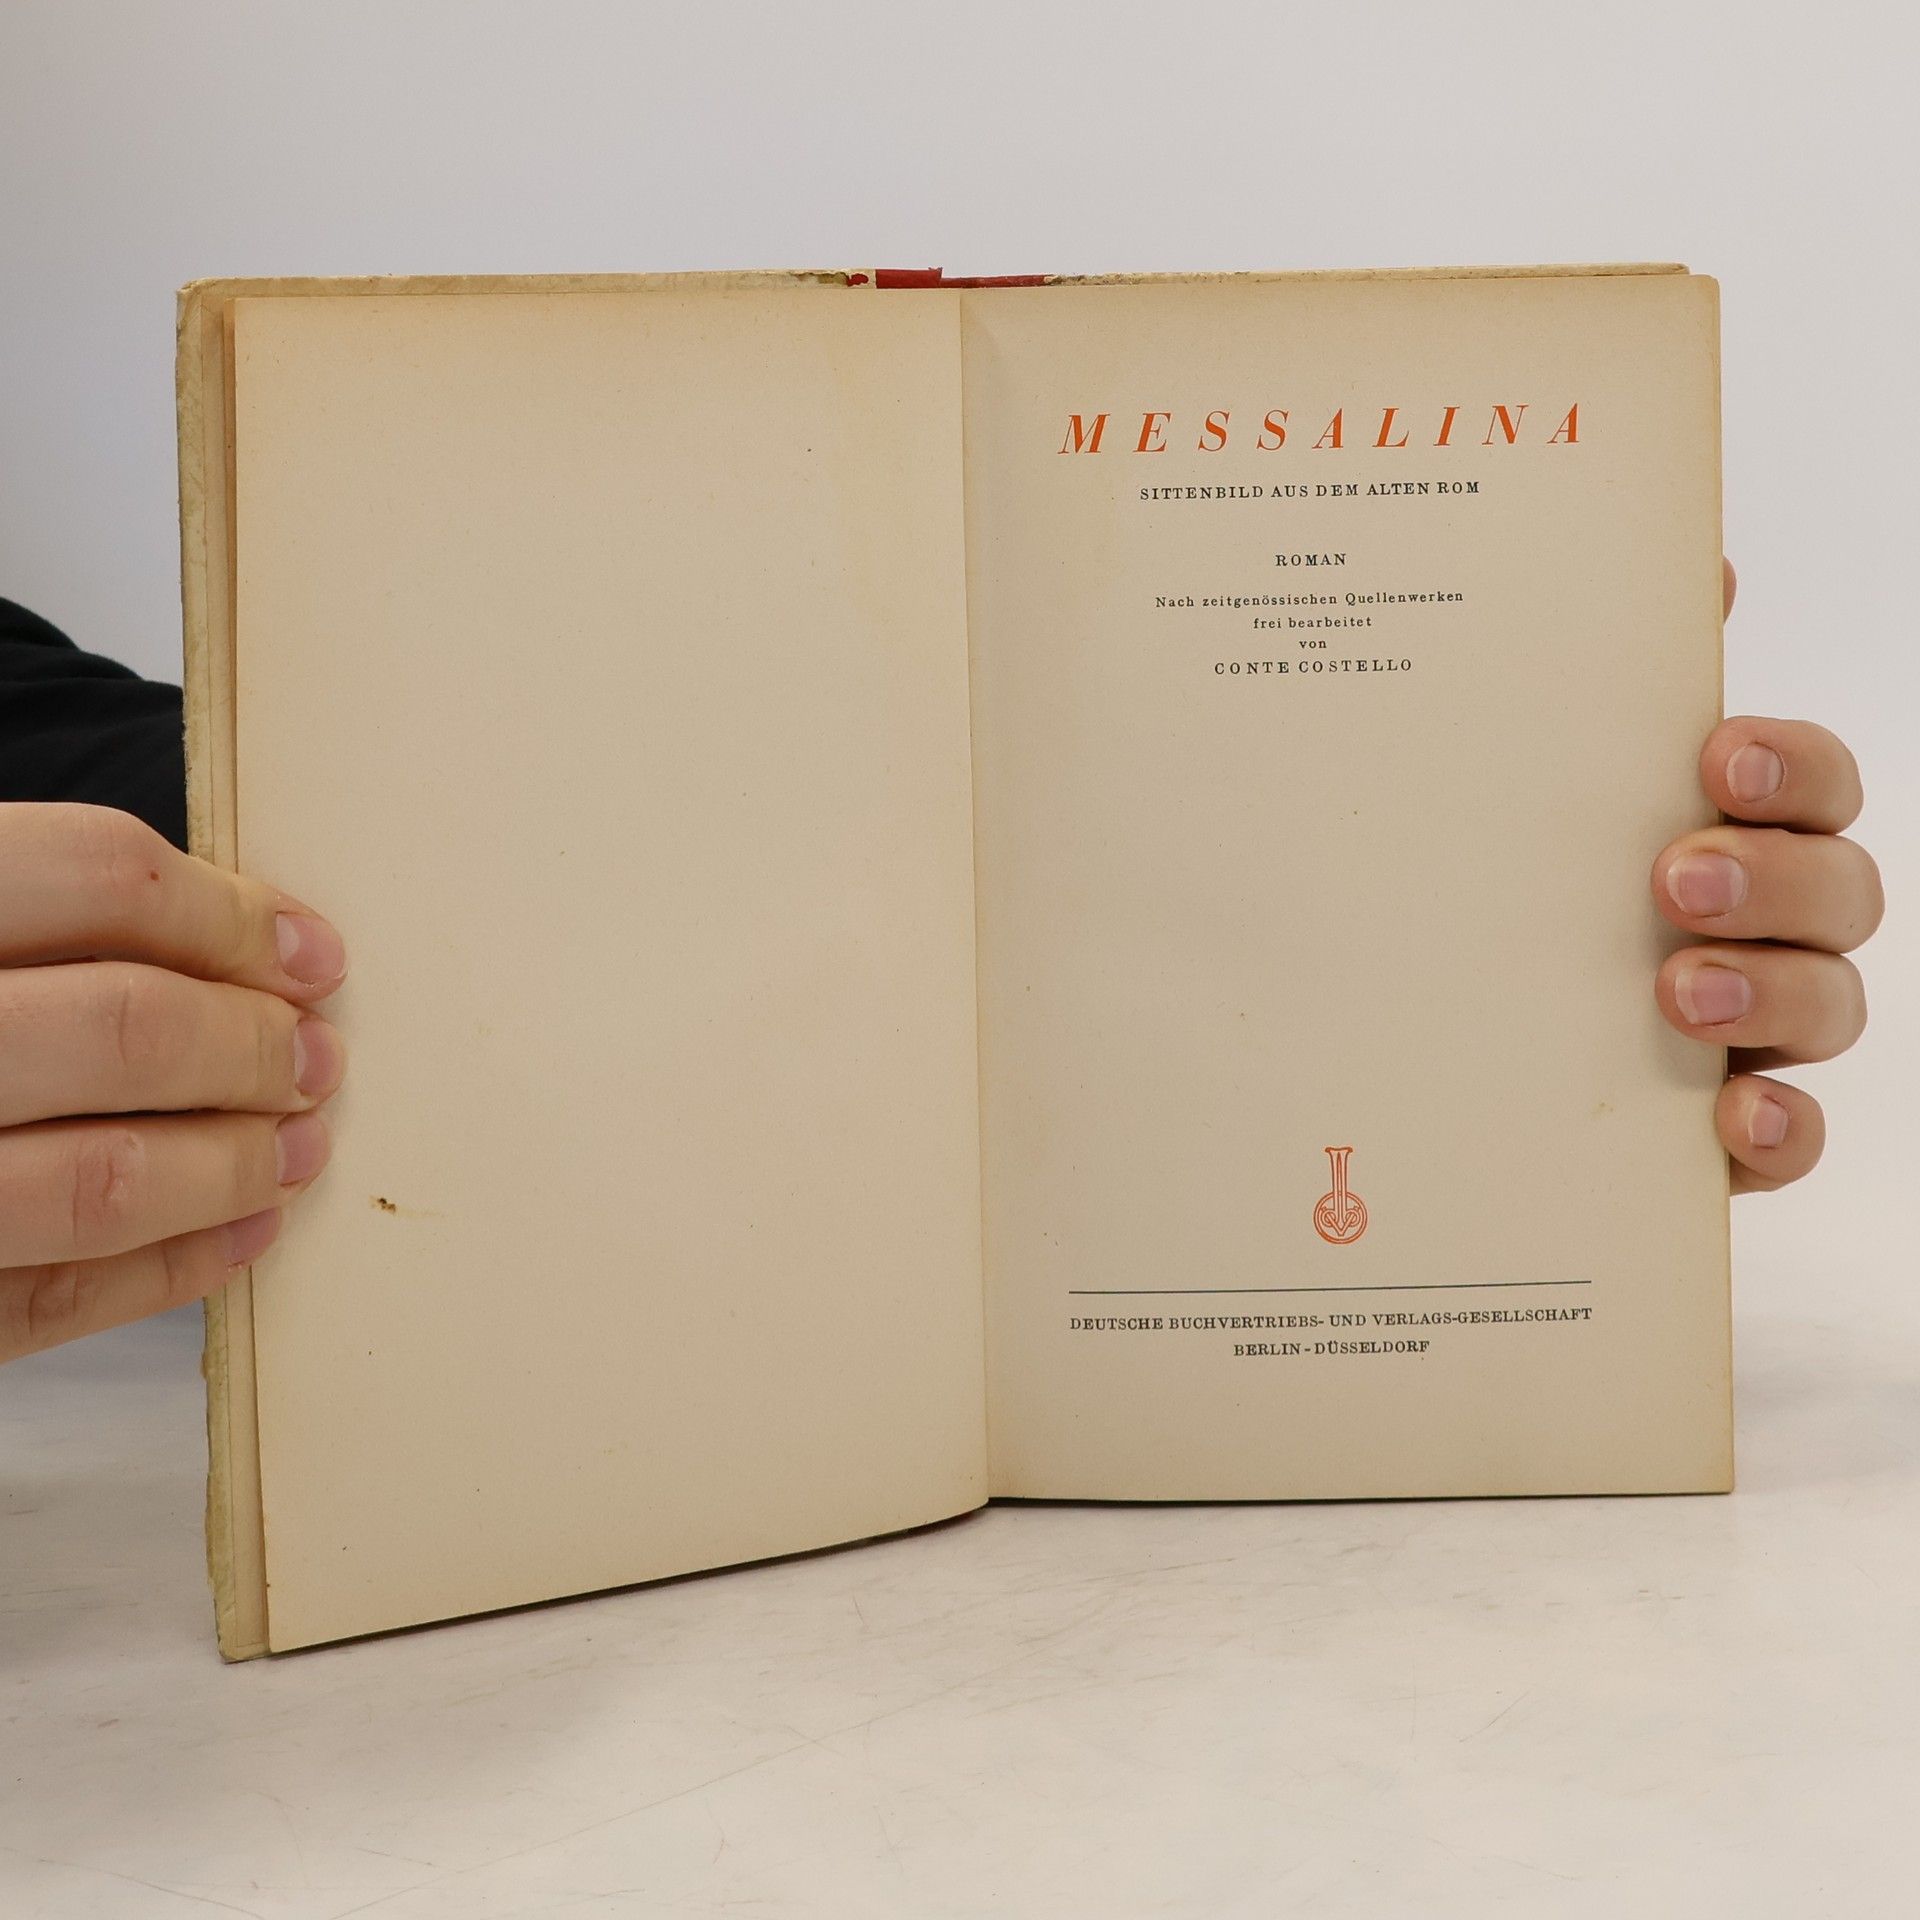 MESSALINA
SITTENBILD AUS DEM ALTEN ROM
ROMAN
Nach zeitgenössischen Quellenwerken
frei bearbeitet
von
CONTE COSTELLO
DEUTSCHE BUCHVERTRIEBS- UND VERLAGS-GESELLSCHAFT
BERLIN-DÜSSELDORF